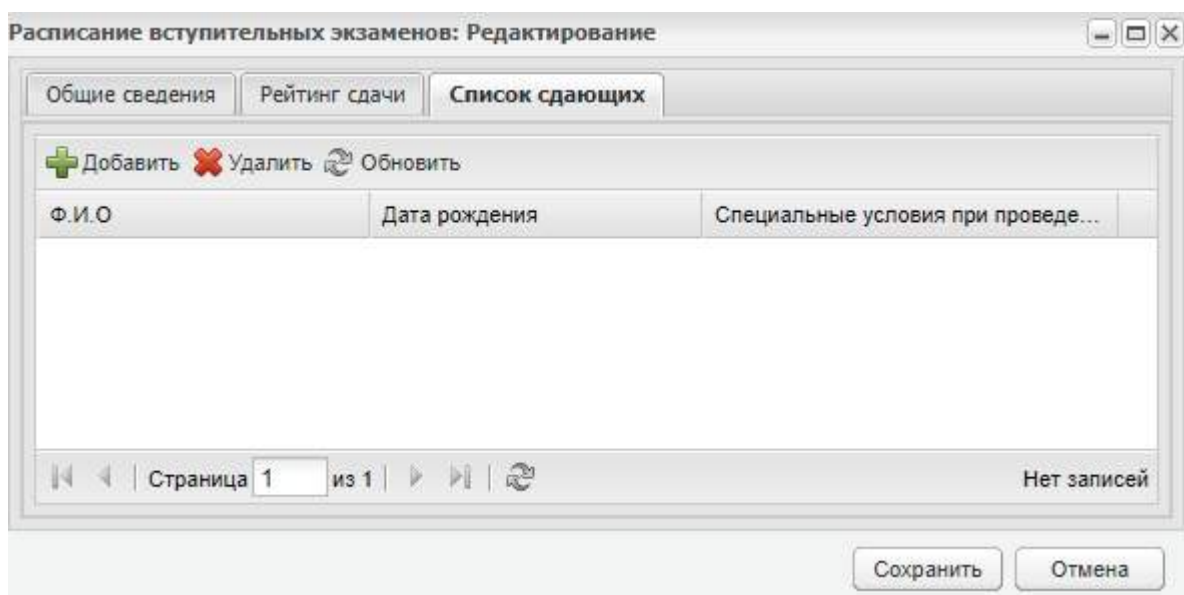 Расписание вступительных экзаменов: Редактирование
Общие сведения Рейтинг сдачи Список сдающих
Добавить Удалить Обновить
Ф.И.О Дата рождения Специальные условия при проведе...
Страница 1 из 1 Нет записей
Сохранить Отмена